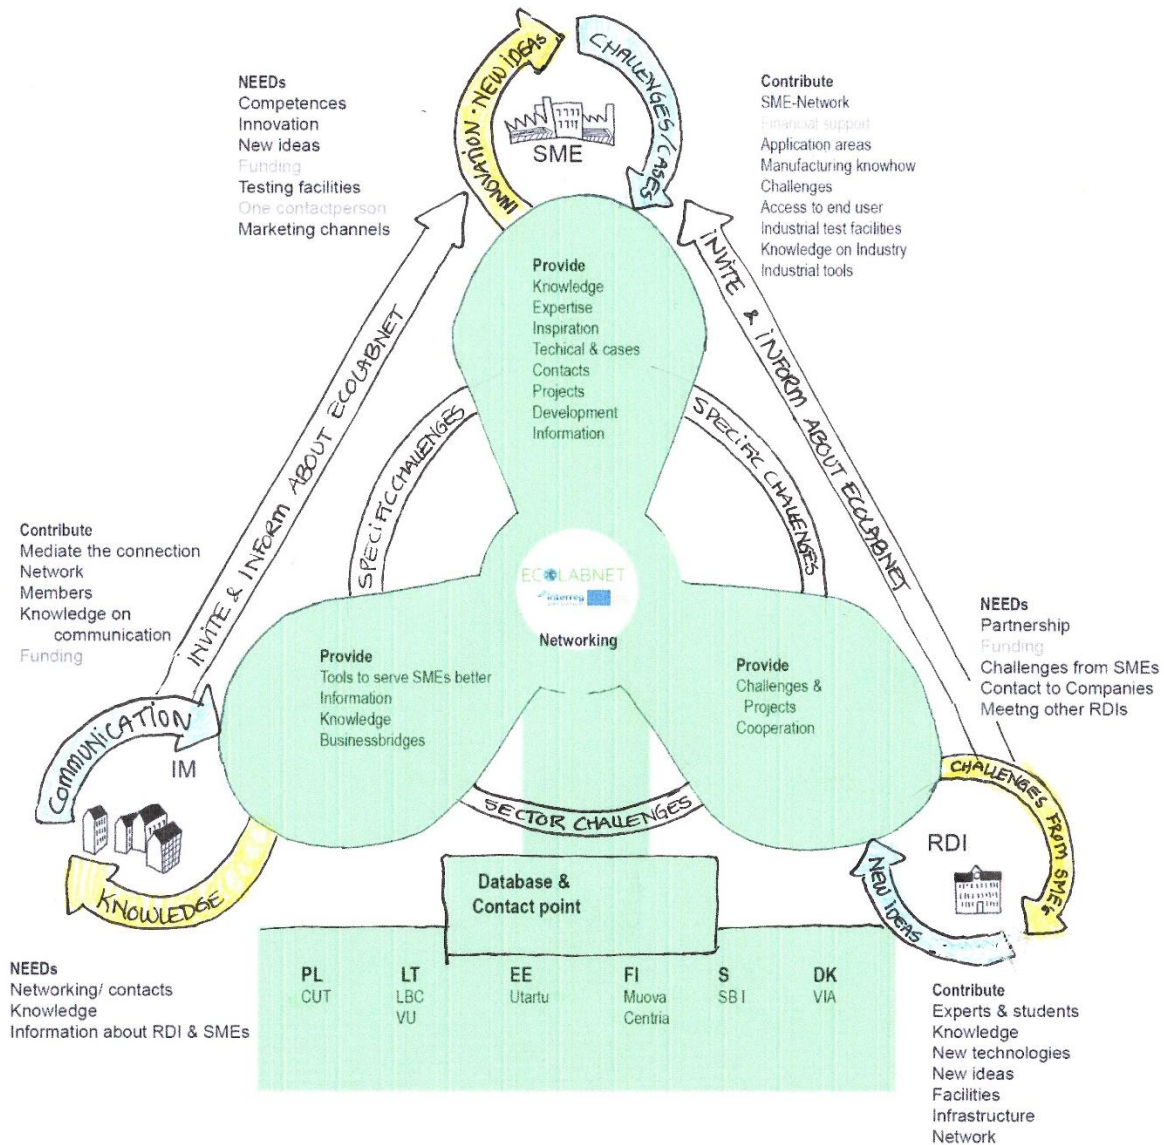 INNOVATION · NEW IDEAS
CHALLENGES/CASES
SME
NEEDs
Competences
Innovation
New ideas
Funding
Testing facilities
One contactperson
Marketing channels
Contribute
SME-Network
Financial support
Application areas
Manufacturing knowhow
Challenges
Access to end user
Industrial test facilities
Knowledge on Industry
Industrial tools
Provide
Knowledge
Expertise
Inspiration
Techical & cases
Contacts
Projects
Development
Information
INVITE & INFORM ABOUT ECOLABNET
INVITE & INFORM ABOUT ECOLABNET
SPECIFIC CHALLENGES
SPECIFIC CHALLENGES
Contribute
Mediate the connection
Network
Members
Knowledge on
communication
Funding
ECOLABNET
interreg
Networking
NEEDs
Partnership
Funding
Challenges from SMEs
Contact to Companies
Meetng other RDIs
Provide
Tools to serve SMEs better
Information
Knowledge
Businessbridges
Provide
Challenges &
Projects
Cooperation
COMMUNICATION
IM
KNOWLEDGE
SECTOR CHALLENGES
CHALLENGES FROM SMEs
RDI
NEW IDEAS
Database &
Contact point
NEEDs
Networking/ contacts
Knowledge
Information about RDI & SMEs
PL LT EE FI S DK
CUT LBC Utartu Muova SB I VIA
VU Centria
Contribute
Experts & students
Knowledge
New technologies
New ideas
Facilities
Infrastructure
Network